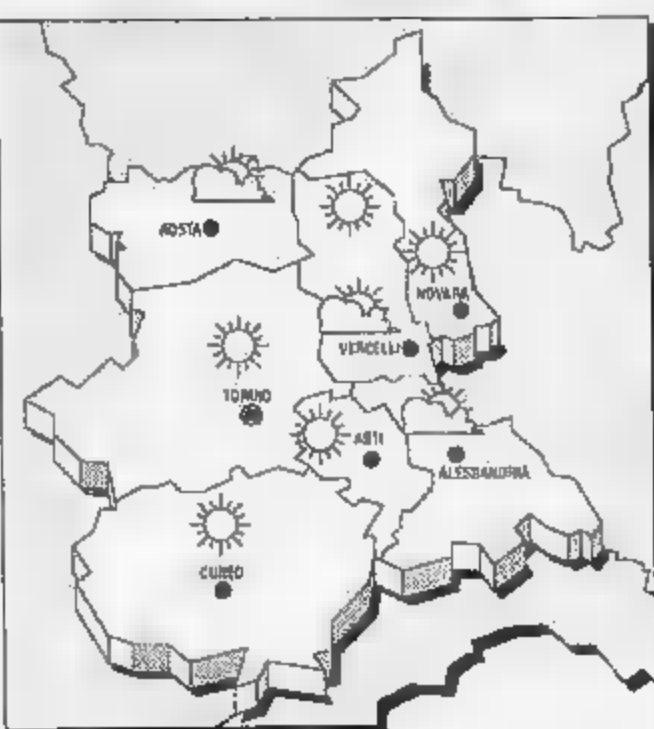 AOSTA
NOVARA
VERCELLI
TORINO
ASTI
ALESSANDRIA
CUNEO